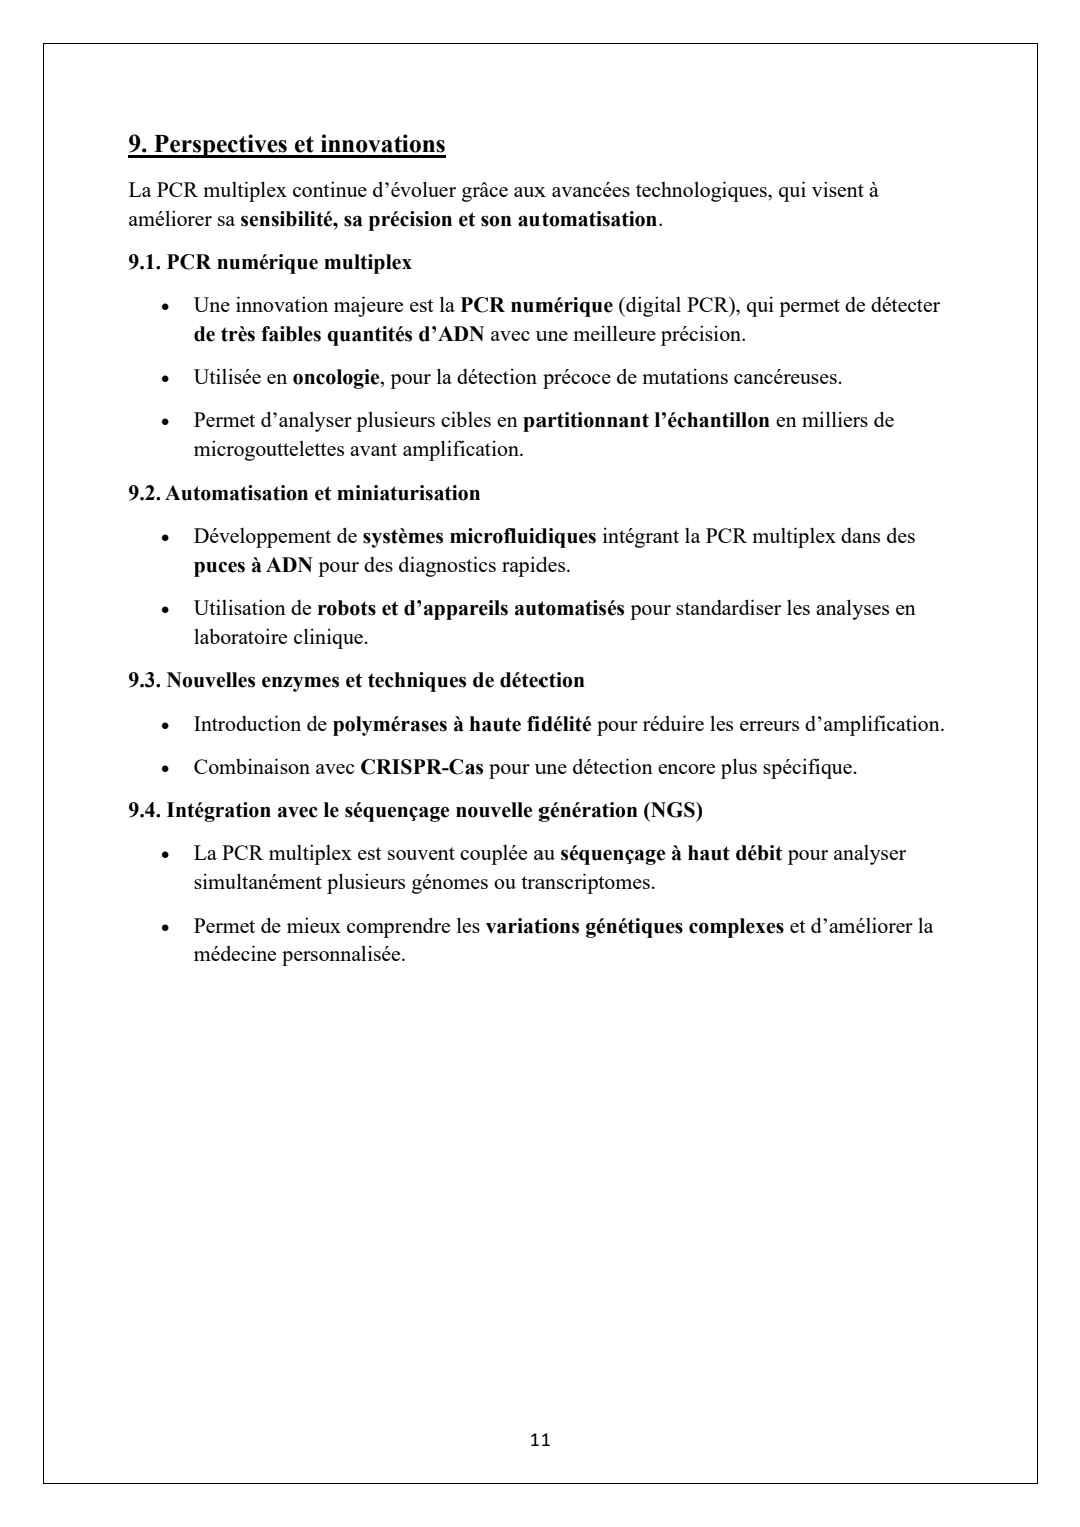 9. Perspectives et innovations
La PCR multiplex continue d’évoluer grâce aux avancées technologiques, qui visent à
améliorer sa sensibilité, sa précision et son automatisation.
9.1. PCR numérique multiplex
• Une innovation majeure est la PCR numérique (digital PCR), qui permet de détecter
de très faibles quantités d’ADN avec une meilleure précision.
• Utilisée en oncologie, pour la détection précoce de mutations cancéreuses.
• Permet d’analyser plusieurs cibles en partitionnant l’échantillon en milliers de
microgouttelettes avant amplification.
9.2. Automatisation et miniaturisation
• Développement de systèmes microfluidiques intégrant la PCR multiplex dans des
puces à ADN pour des diagnostics rapides.
• Utilisation de robots et d’appareils automatisés pour standardiser les analyses en
laboratoire clinique.
9.3. Nouvelles enzymes et techniques de détection
• Introduction de polymérases à haute fidélité pour réduire les erreurs d’amplification.
• Combinaison avec CRISPR-Cas pour une détection encore plus spécifique.
9.4. Intégration avec le séquençage nouvelle génération (NGS)
• La PCR multiplex est souvent couplée au séquençage à haut débit pour analyser
simultanément plusieurs génomes ou transcriptomes.
• Permet de mieux comprendre les variations génétiques complexes et d’améliorer la
médecine personnalisée.
11